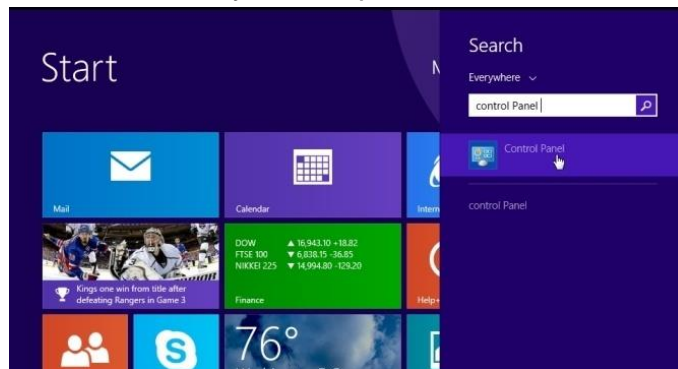 Start
Search
Everywhere
control Panel
Control Panel
control Panel
Mail
Calendar
Kings one win from title after
defeating Rangers in Game 3
DOW ▲ 16,943.10 +18.82
FTSE 100 ▼ 6,838.15 -36.85
NIKKEI 225 ▼ 14,994.80 -129.20
Finance
Help+
76°